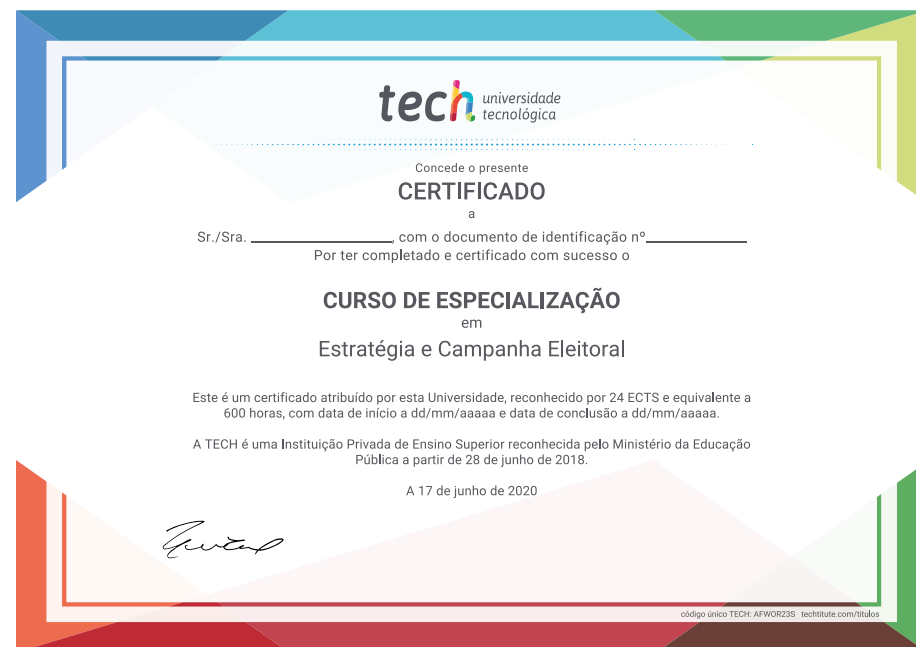 tech universidade
tecnológica
Concede o presente
CERTIFICADO
a
Sr./Sra. ____________________, com o documento de identificação nº______________
Por ter completado e certificado com sucesso o
CURSO DE ESPECIALIZAÇÃO
em
Estratégia e Campanha Eleitoral
Este é um certificado atribuído por esta Universidade, reconhecido por 24 ECTS e equivalente a
600 horas, com data de início a dd/mm/aaaaa e data de conclusão a dd/mm/aaaaa.
A TECH é uma Instituição Privada de Ensino Superior reconhecida pelo Ministério da Educação
Pública a partir de 28 de junho de 2018.
A 17 de junho de 2020
código único TECH: AFWOR23S techtitute.com/titulos